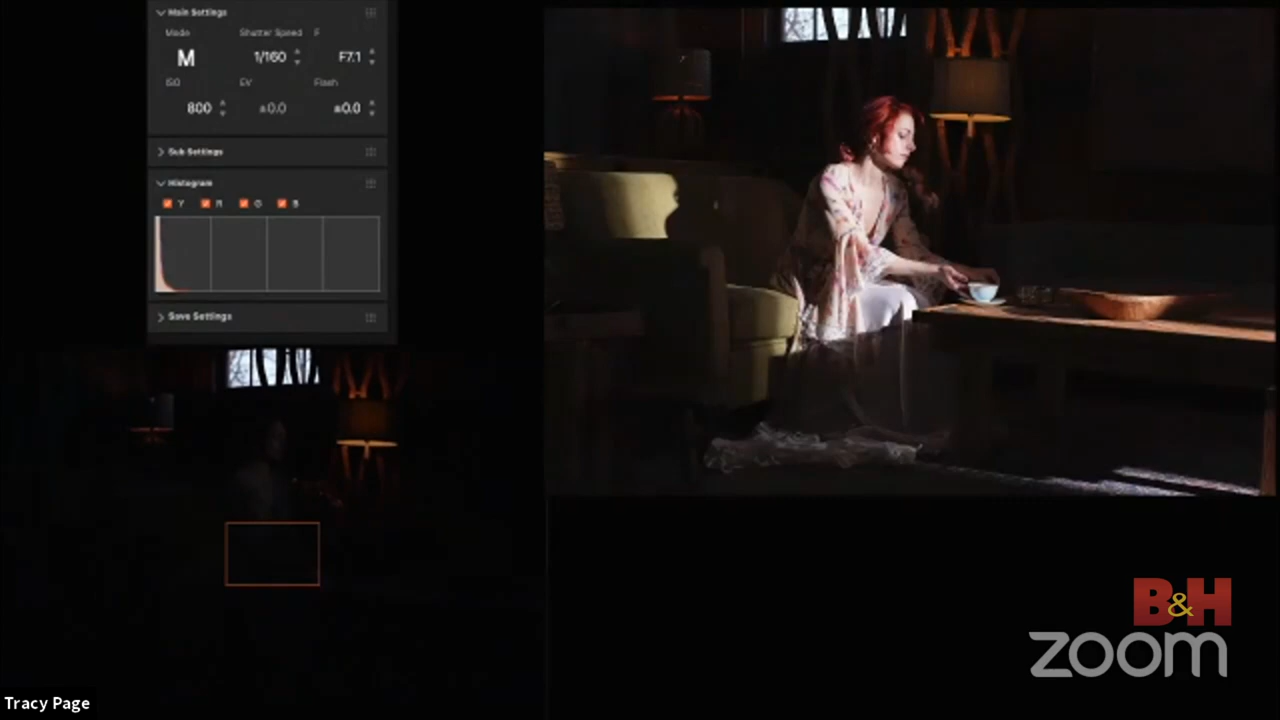 Main Settings
Mode Shutter Speed F
M 1/160 F7.1
ISO EV Flash
800 ±0.0 ±0.0
Sub Settings
Histogram
Y R G B
Save Settings
B&H
zoom
Tracy Page